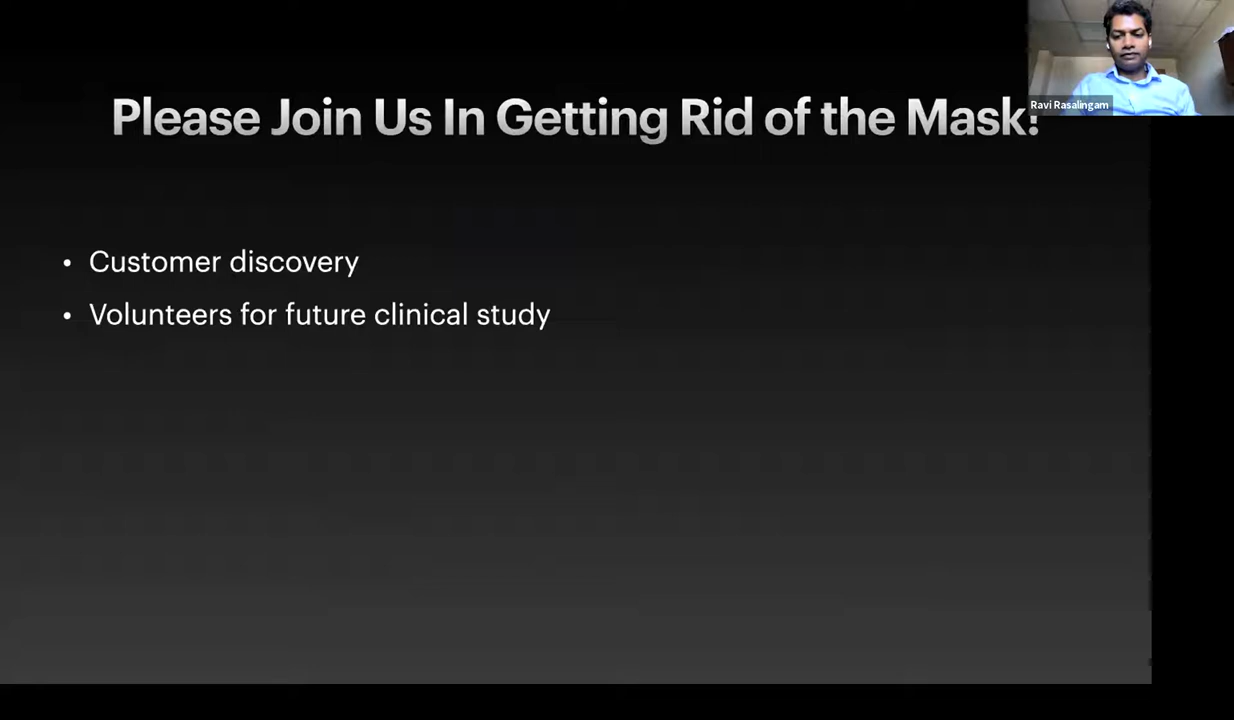 Please Join Us In Getting Rid of the Mask!
Ravi Rasalingam
• Customer discovery
• Volunteers for future clinical study